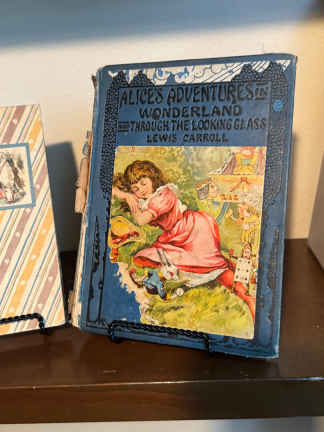 ALICE'S ADVENTURES IN
WONDERLAND
AND THROUGH THE LOOKING GLASS
LEWIS CARROLL